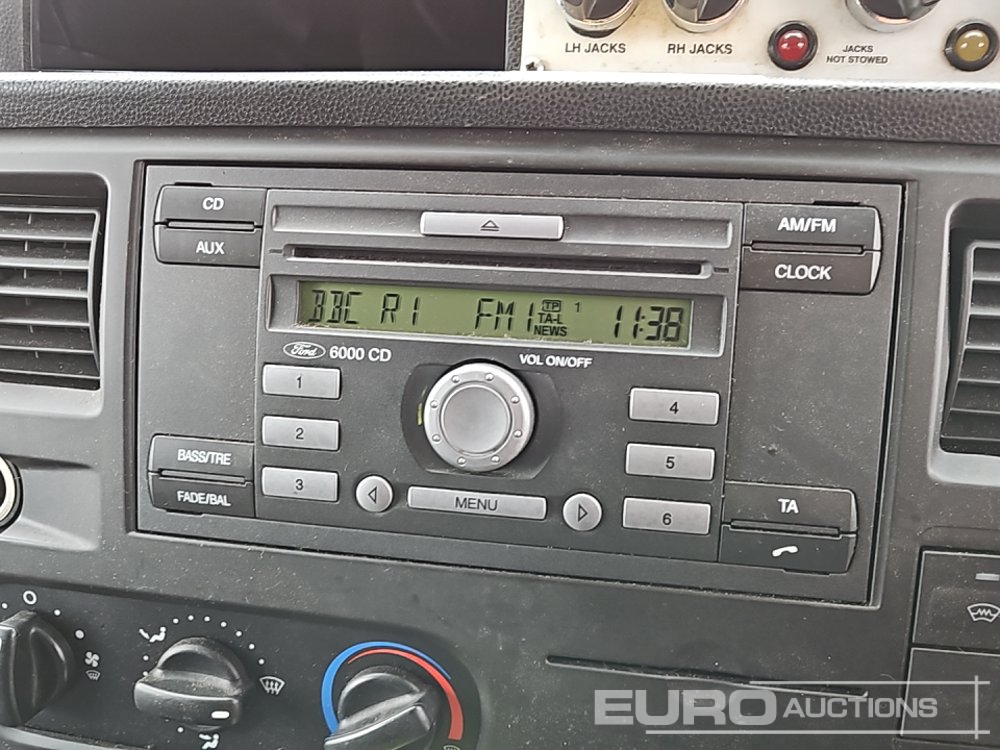 LH JACKS
RH JACKS
JACKS
NOT STOWED
CD
AUX
AM/FM
CLOCK
BBC R1 FM1 TP 1 11:38
TA-L
NEWS
Ford 6000 CD
VOL ON/OFF
1
2
3
4
5
6
BASS/TRE
FADE/BAL
MENU
TA
EURO AUCTIONS